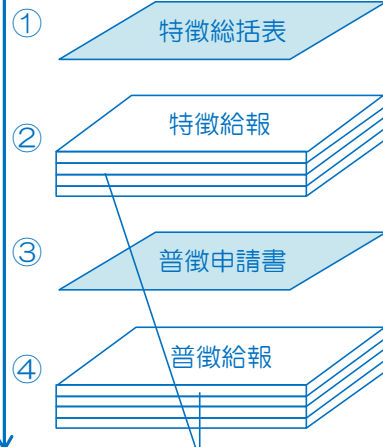 ① 特徴総括表
② 特徴給報
③ 普徴申請書
④ 普徴給報